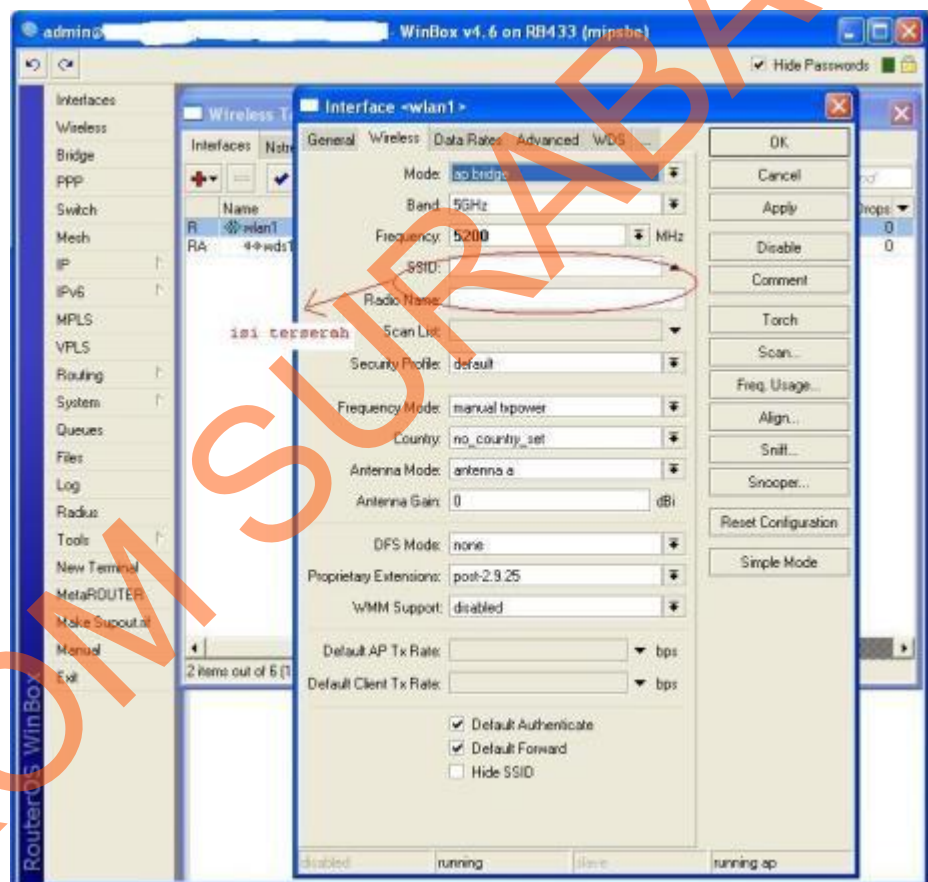 admin@ - WinBox v4.6 on RB433 (mipsbe)
Hide Passwords
Interfaces
Wireless
Bridge
PPP
Switch
Mesh
IP
IPv6
MPLS
VPLS
Routing
System
Queues
Files
Log
Radius
Tools
New Terminal
MetaROUTER
Make Supout.rif
Manual
Exit
RouterOS WinBox
Wireless
Interfaces
Name
Drops
R wlan1 0
RA wds1 0
2 items out of 6
Interface <wlan1>
General Wireless Data Rates Advanced WDS ...
Mode: ap bridge
Band: 5GHz
Frequency: 5200 MHz
SSID:
Radio Name:
isi terserah
Scan List:
Security Profile: default
Frequency Mode: manual txpower
Country: no_country_set
Antenna Mode: antenna a
Antenna Gain: 0 dBi
DFS Mode: none
Proprietary Extensions: post-2.9.25
WMM Support: disabled
Default AP Tx Rate: bps
Default Client Tx Rate: bps
Default Authenticate
Default Forward
Hide SSID
OK
Cancel
Apply
Disable
Comment
Torch
Scan...
Freq. Usage...
Align...
Sniff...
Snooper...
Reset Configuration
Simple Mode
disabled running slave running ap
OM SURABA